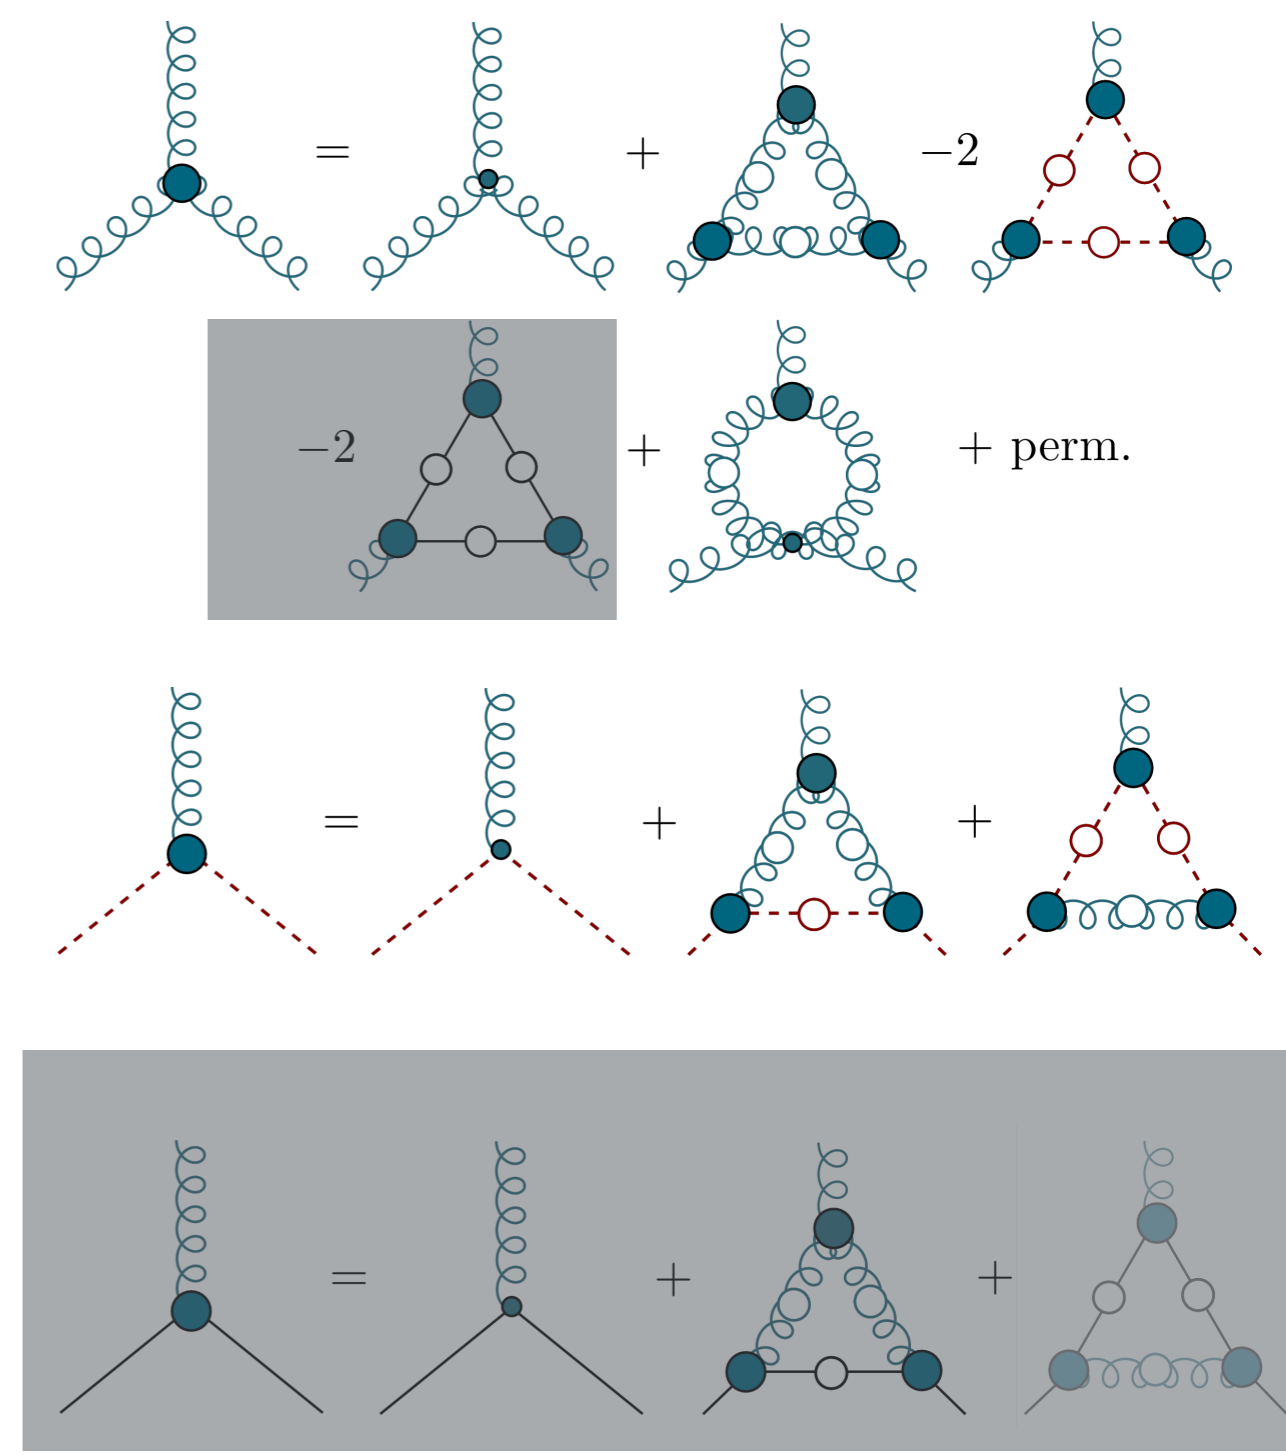 = + −2
−2 + + perm.
= + +
= + +